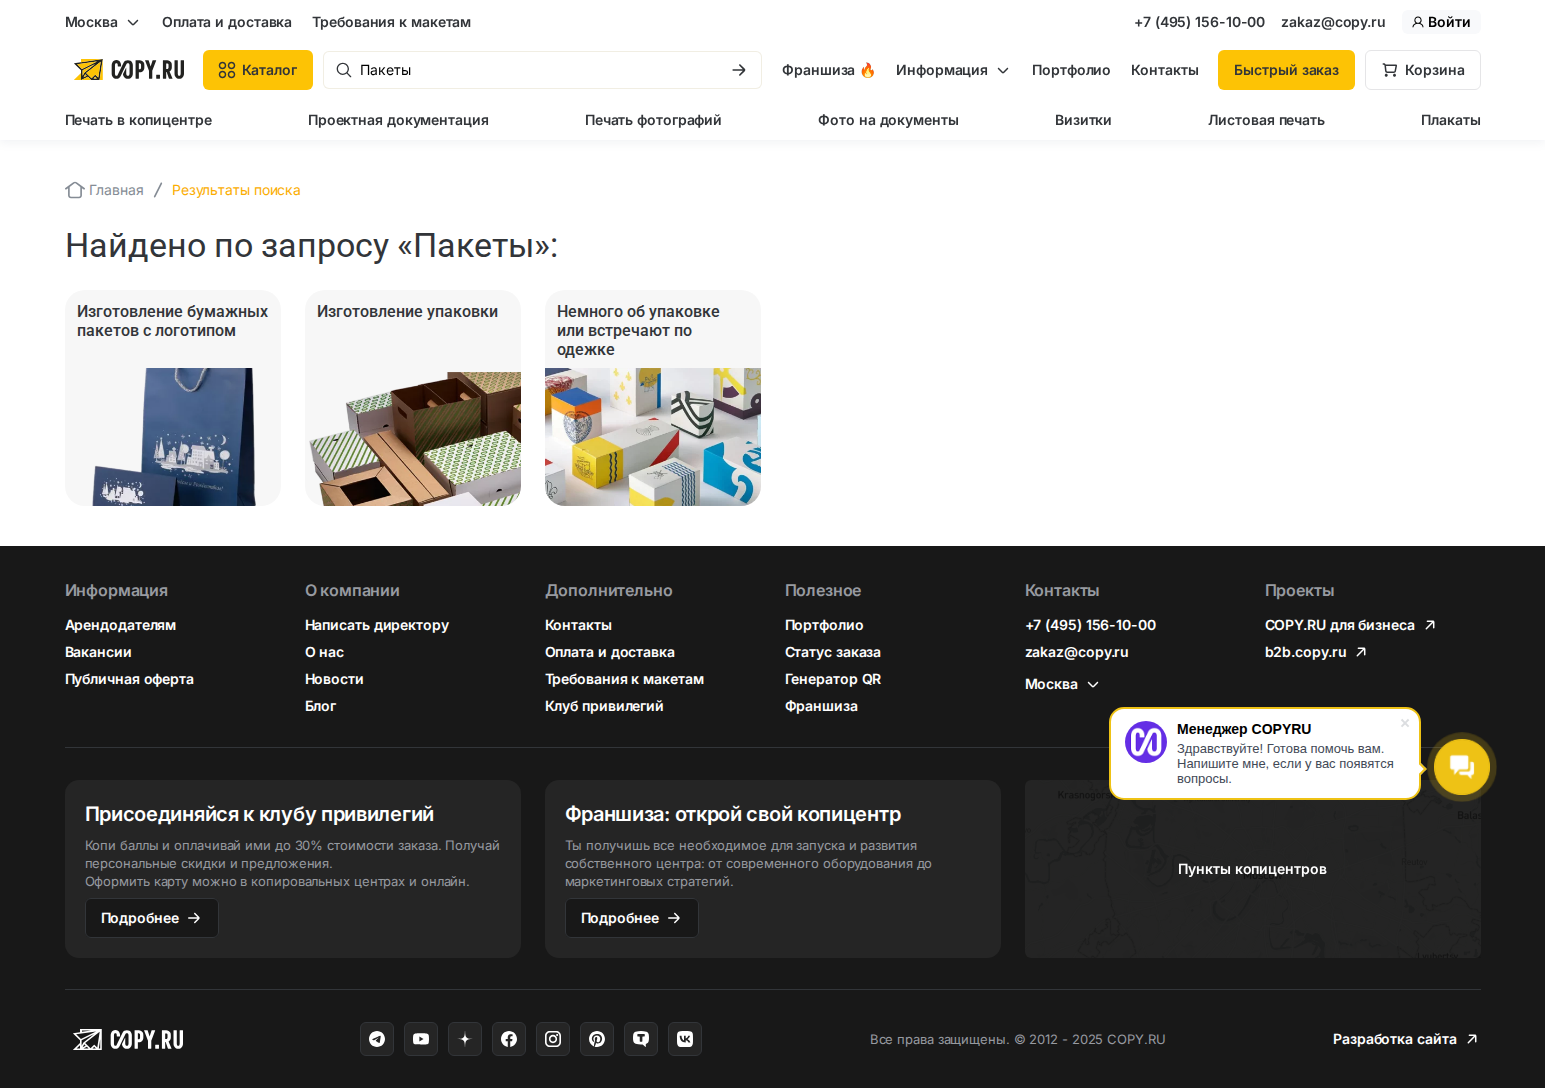 Москва
Оплата и доставка
Требования к макетам
+7 (495) 156-10-00
zakaz@copy.ru
Войти
COPY.RU
Каталог
Пакеты
Франшиза 🔥
Информация
Портфолио
Контакты
Быстрый заказ
Корзина
Печать в копицентре
Проектная документация
Печать фотографий
Фото на документы
Визитки
Листовая печать
Плакаты
Главная / Результаты поиска
Найдено по запросу «Пакеты»:
Изготовление бумажных
пакетов с логотипом
Изготовление упаковки
Немного об упаковке
или встречают по
одежке
Информация
Арендодателям
Вакансии
Публичная оферта
О компании
Написать директору
О нас
Новости
Блог
Дополнительно
Контакты
Оплата и доставка
Требования к макетам
Клуб привилегий
Полезное
Портфолио
Статус заказа
Генератор QR
Франшиза
Контакты
+7 (495) 156-10-00
zakaz@copy.ru
Москва
Проекты
COPY.RU для бизнеса
b2b.copy.ru
Менеджер COPYRU
Здравствуйте! Готова помочь вам.
Напишите мне, если у вас появятся
вопросы.
Присоединяйся к клубу привилегий
Копи баллы и оплачивай ими до 30% стоимости заказа. Получай
персональные скидки и предложения.
Оформить карту можно в копировальных центрах и онлайн.
Подробнее
Франшиза: открой свой копицентр
Ты получишь все необходимое для запуска и развития
собственного центра: от современного оборудования до
маркетинговых стратегий.
Подробнее
Пункты копицентров
COPY.RU
Все права защищены. © 2012 - 2025 COPY.RU
Разработка сайта